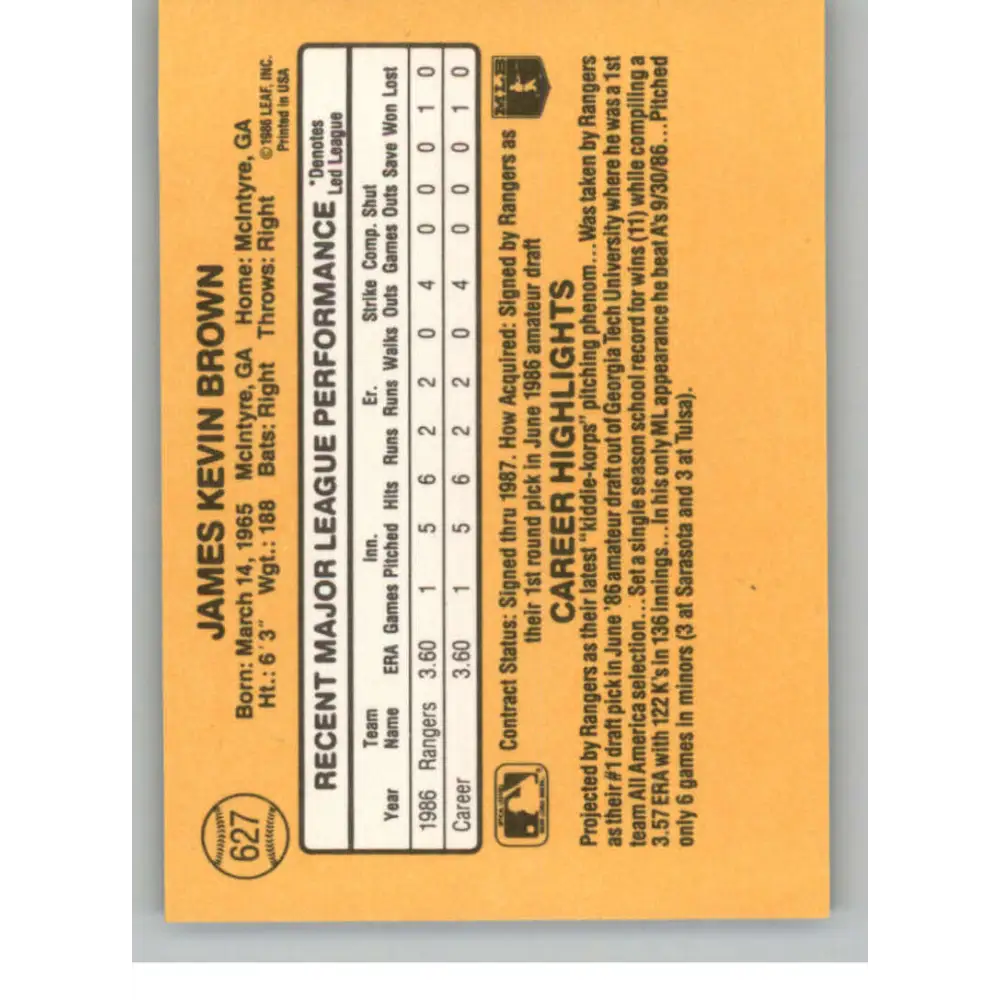 627
JAMES KEVIN BROWN
Born: March 14, 1965 McIntyre, GA Home: McIntyre, GA
Ht.: 6'3" Wgt.: 188 Bats: Right Throws: Right
©1986 LEAF, INC.
Printed in USA
RECENT MAJOR LEAGUE PERFORMANCE
*Denotes
Led League
Team Inn. Er. Strike Comp. Shut
Year Name ERA Games Pitched Hits Runs Runs Walks Outs Games Outs Save Won Lost
1986 Rangers 3.60 1 5 6 2 2 0 4 0 0 0 1 0
Career 3.60 1 5 6 2 2 0 4 0 0 0 1 0
Contract Status: Signed thru 1987. How Acquired: Signed by Rangers as
their 1st round pick in June 1986 amateur draft
MLB
CAREER HIGHLIGHTS
Projected by Rangers as their latest "kiddie-korps" pitching phenom...Was taken by Rangers
as their #1 draft pick in June '86 amateur draft out of Georgia Tech University where he was a 1st
team All America selection...Set a single season school record for wins (11) while compiling a
3.57 ERA with 122 K's in 136 innings...In his only ML appearance he beat A's 9/30/86...Pitched
only 6 games in minors (3 at Sarasota and 3 at Tulsa).